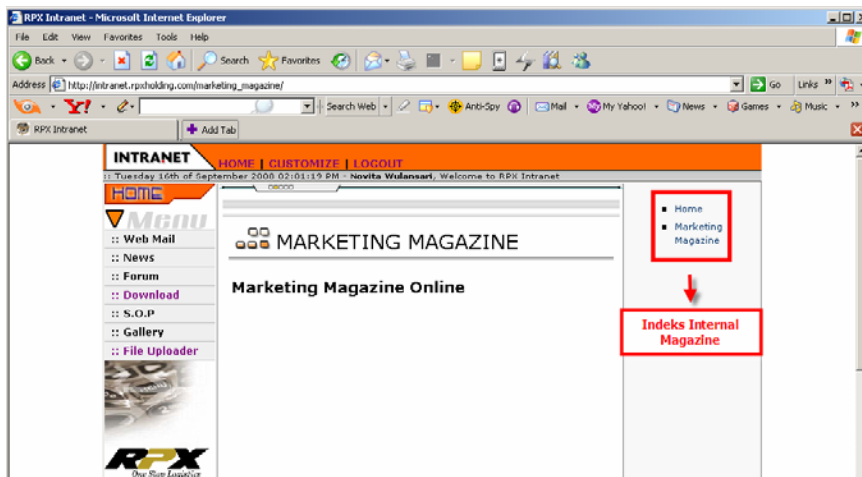 RPX Intranet - Microsoft Internet Explorer
File Edit View Favorites Tools Help
Back Search Favorites
Address http://intranet.rpxholding.com/marketing_magazine/ Go Links »
Y! Search Web Anti-Spy Mail My Yahoo! News Games Music »
RPX Intranet Add Tab
INTRANET HOME | CUSTOMIZE | LOGOUT
:: Tuesday 16th of September 2008 02:01:19 PM - Novita Wulansari, Welcome to RPX Intranet
HOME
Menu
:: Web Mail
:: News
:: Forum
:: Download
:: S.O.P
:: Gallery
:: File Uploader
RPX
One Stop Logistics
MARKETING MAGAZINE
Marketing Magazine Online
Home
Marketing
Magazine
Indeks Internal
Magazine